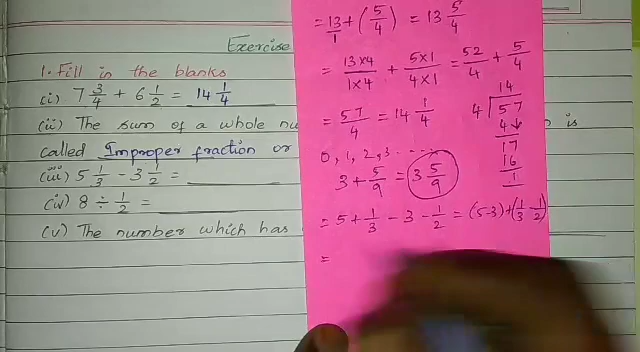 Exercise
1. Fill in the blanks
(i) 7 3/4 + 6 1/2 = 14 1/4
(ii) The sum of a whole nu
n is
called Improper fraction or
(iii) 5 1/3 - 3 1/2 =
(iv) 8 ÷ 1/2 =
(v) The number which has
= 13/1 + (5/4) = 13 5/4
= 13×4/1×4 + 5×1/4×1 = 52/4 + 5/4
= 57/4 = 14 1/4
14
4 57
4
17
16
1
0, 1, 2, 3 .....
3 + 5/9 = 3 5/9
= 5 + 1/3 - 3 - 1/2 = (5-3) + (1/3 - 1/2)
=